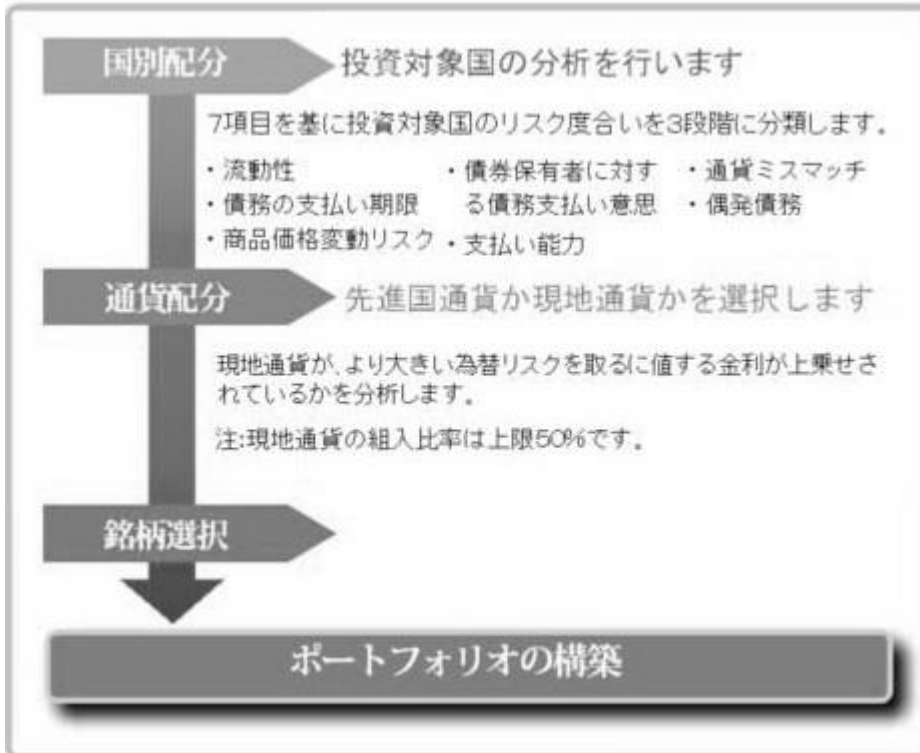 国別配分 投資対象国の分析を行います
7項目を基に投資対象国のリスク度合いを3段階に分類します。
・流動性 ・債券保有者に対す ・通貨ミスマッチ
・債務の支払い期限 る債務支払い意思 ・偶発債務
・商品価格変動リスク ・支払い能力
通貨配分 先進国通貨か現地通貨かを選択します
現地通貨が、より大きい為替リスクを取るに値する金利が上乗せさ
れているかを分析します。
注:現地通貨の組入比率は上限50%です。
銘柄選択
ポートフォリオの構築